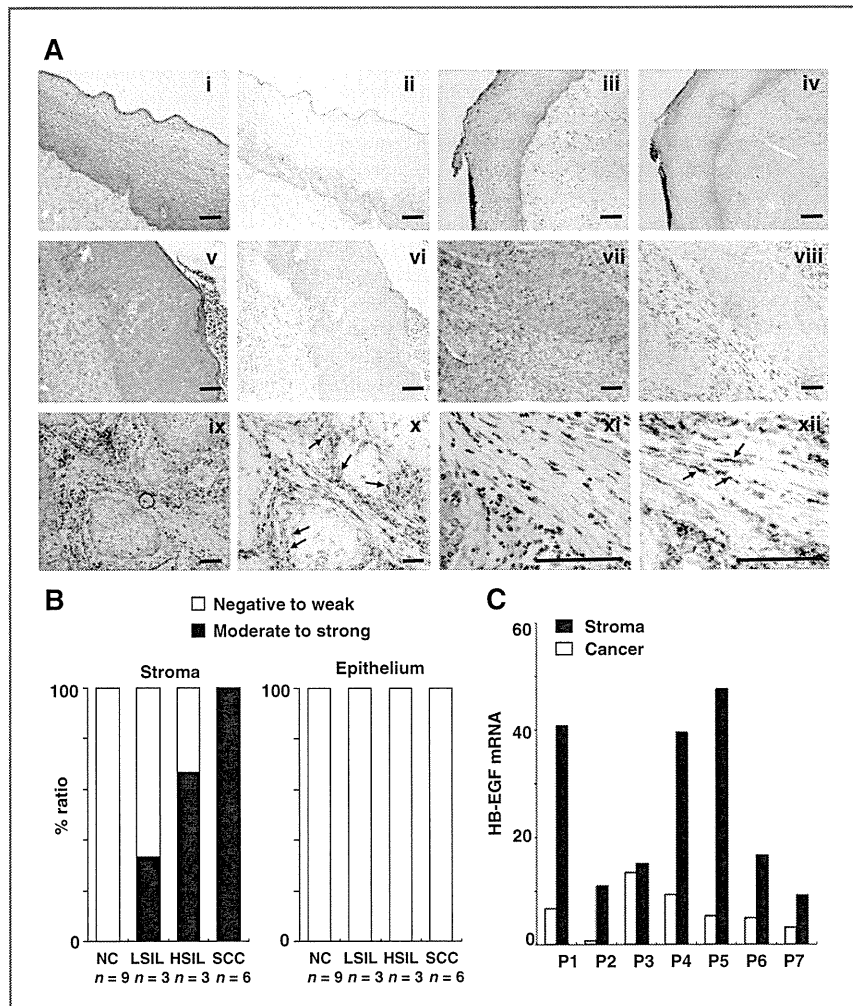 A
i ii iii iv
v vi vii viii
ix x xi xii
B
Negative to weak
Moderate to strong
Stroma Epithelium
% ratio
100 100
0 0
NC LSIL HSIL SCC NC LSIL HSIL SCC
n = 9 n = 3 n = 3 n = 6 n = 9 n = 3 n = 3 n = 6
C
Stroma
Cancer
HB-EGF mRNA
60
40
20
0
P1 P2 P3 P4 P5 P6 P7